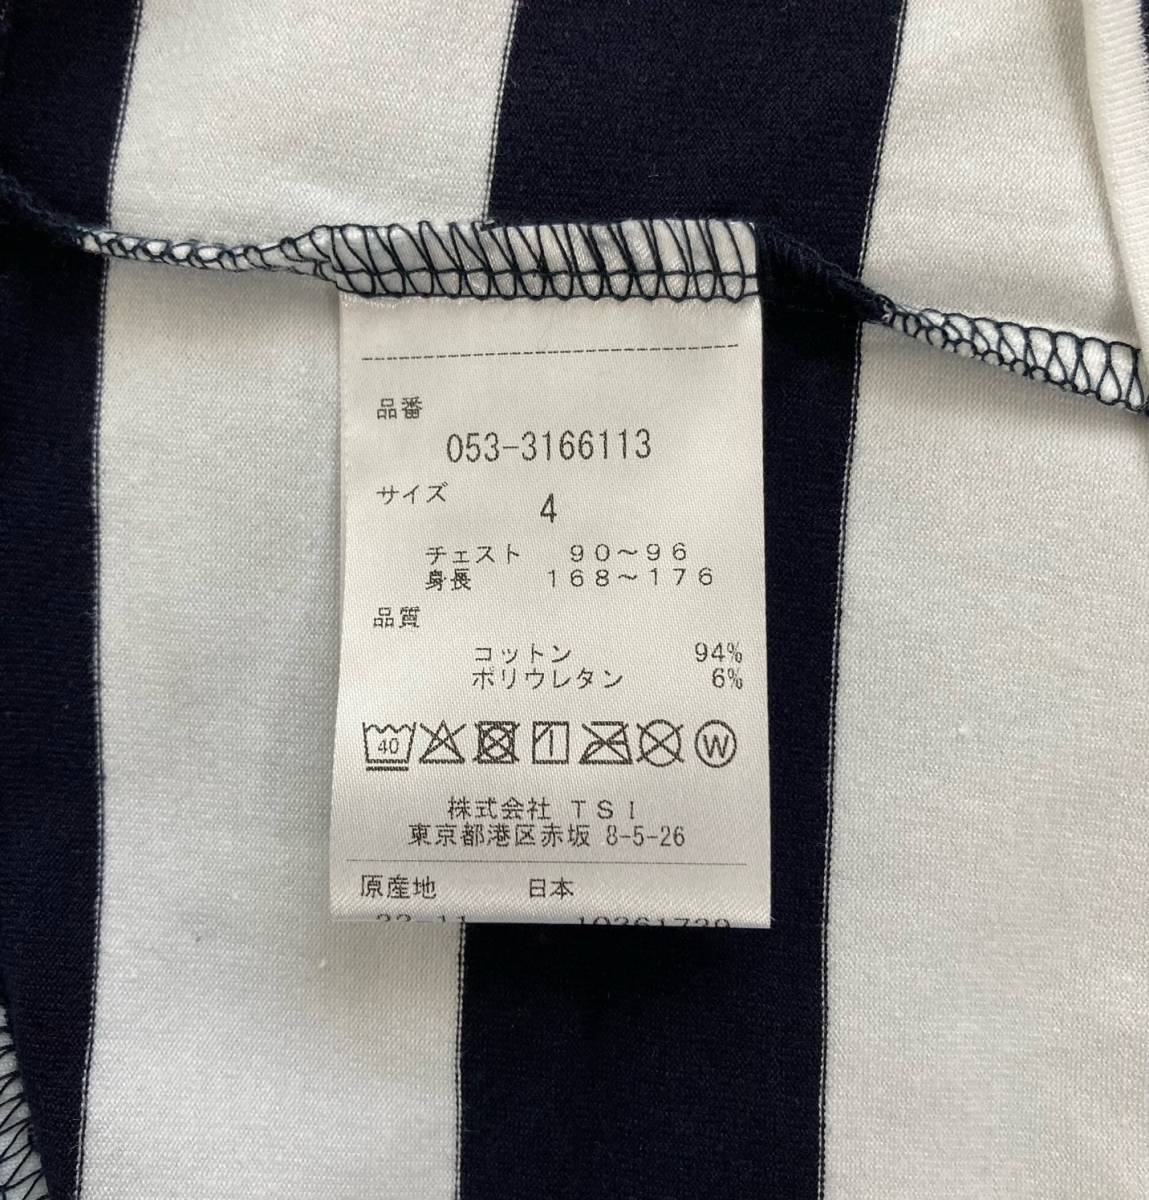 品番
053-3166113
サイズ
4
チェスト 90~96
身長 168~176
品質
コットン 94%
ポリウレタン 6%
40 W
株式会社 TSI
東京都港区赤坂 8-5-26
原産地 日本